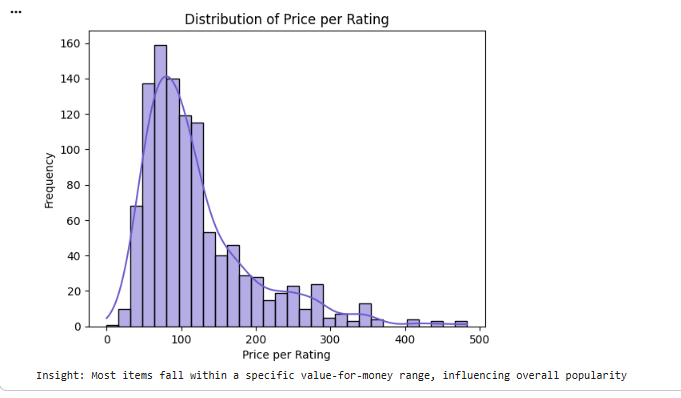 ...
Distribution of Price per Rating
160
140
120
100
80
60
40
20
0
Frequency
0 100 200 300 400 500
Price per Rating
Insight: Most items fall within a specific value-for-money range, influencing overall popularity